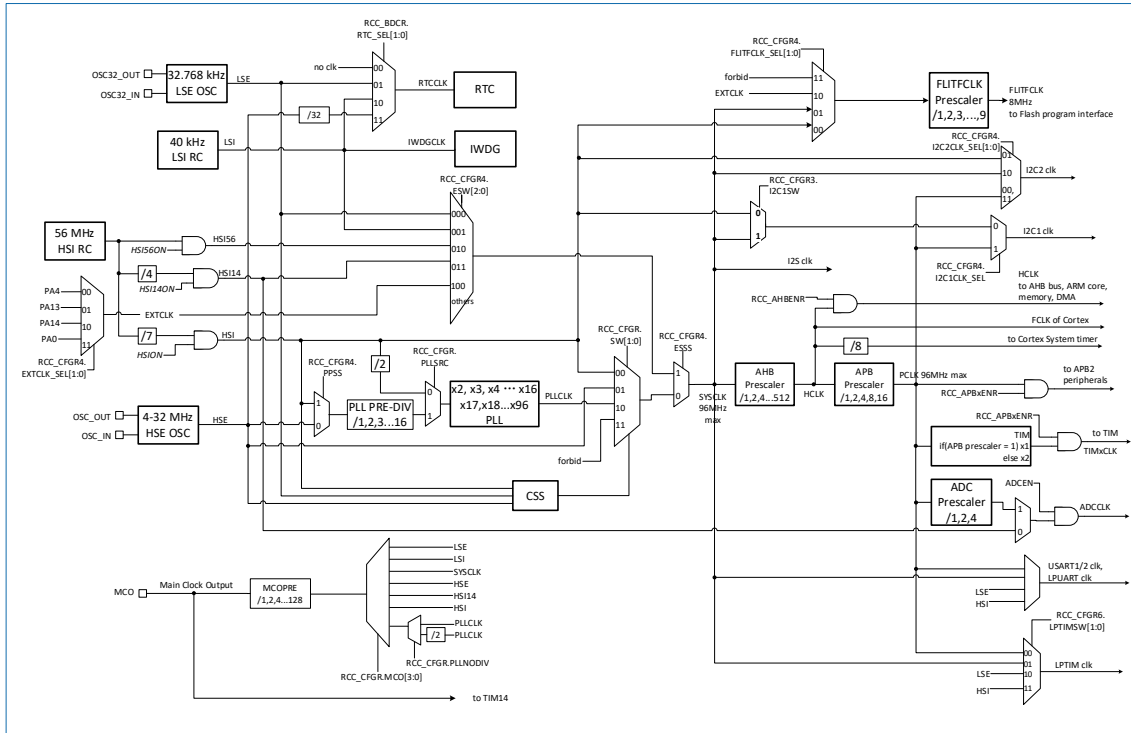 RCC_BDCR.
RTC_SEL[1:0]
OSC32_OUT
OSC32_IN
32.768 kHz
LSE OSC
LSE
no clk
00
01
10
11
/32
RTCCLK
RTC
40 kHz
LSI RC
LSI
IWDGCLK
IWDG
RCC_CFGR4.
ESW[2:0]
000
001
010
011
100
others
56 MHz
HSI RC
HSI56ON
HSI56
/4
HSI14ON
HSI14
PA4
PA13
PA14
PA0
00
01
10
11
EXTCLK
RCC_CFGR4.
EXTCLK_SEL[1:0]
/7
HSION
HSI
OSC_OUT
OSC_IN
4-32 MHz
HSE OSC
HSE
RCC_CFGR4.
PPSS
1
0
PLL PRE-DIV
/1,2,3...16
/2
RCC_CFGR.
PLLSRC
0
1
x2, x3, x4 ··· x16
x17,x18...x96
PLL
PLLCLK
RCC_CFGR.
SW[1:0]
00
01
10
11
forbid
CSS
RCC_CFGR4.
ESSS
1
0
SYSCLK
96MHz
max
RCC_CFGR4.
FLITFCLK_SEL[1:0]
forbid
EXTCLK
11
10
01
00
FLITFCLK
Prescaler
/1,2,3,...,9
FLITFCLK
8MHz
to Flash program interface
RCC_CFGR4.
I2C2CLK_SEL[1:0]
01
10
00,
11
I2C2 clk
RCC_CFGR3.
I2C1SW
0
1
0
1
I2C1 clk
RCC_CFGR4.
I2C1CLK_SEL
I2S clk
RCC_AHBENR
HCLK
to AHB bus, ARM core,
memory, DMA
FCLK of Cortex
/8
to Cortex System timer
AHB
Prescaler
/1,2,4...512
HCLK
APB
Prescaler
/1,2,4,8,16
PCLK 96MHz max
RCC_APBxENR
to APB2
peripherals
RCC_APBxENR
TIM
if(APB prescaler = 1) x1
else x2
to TIM
TIMxCLK
ADC
Prescaler
/1,2,4
ADCEN
1
0
ADCCLK
USART1/2 clk,
LPUART clk
LSE
HSI
RCC_CFGR6.
LPTIMSW[1:0]
00
01
10
11
LSE
HSI
LPTIM clk
MCO
Main Clock Output
MCOPRE
/1,2,4...128
LSE
LSI
SYSCLK
HSE
HSI14
HSI
PLLCLK
/2
PLLCLK
RCC_CFGR.PLLNODIV
RCC_CFGR.MCO[3:0]
to TIM14